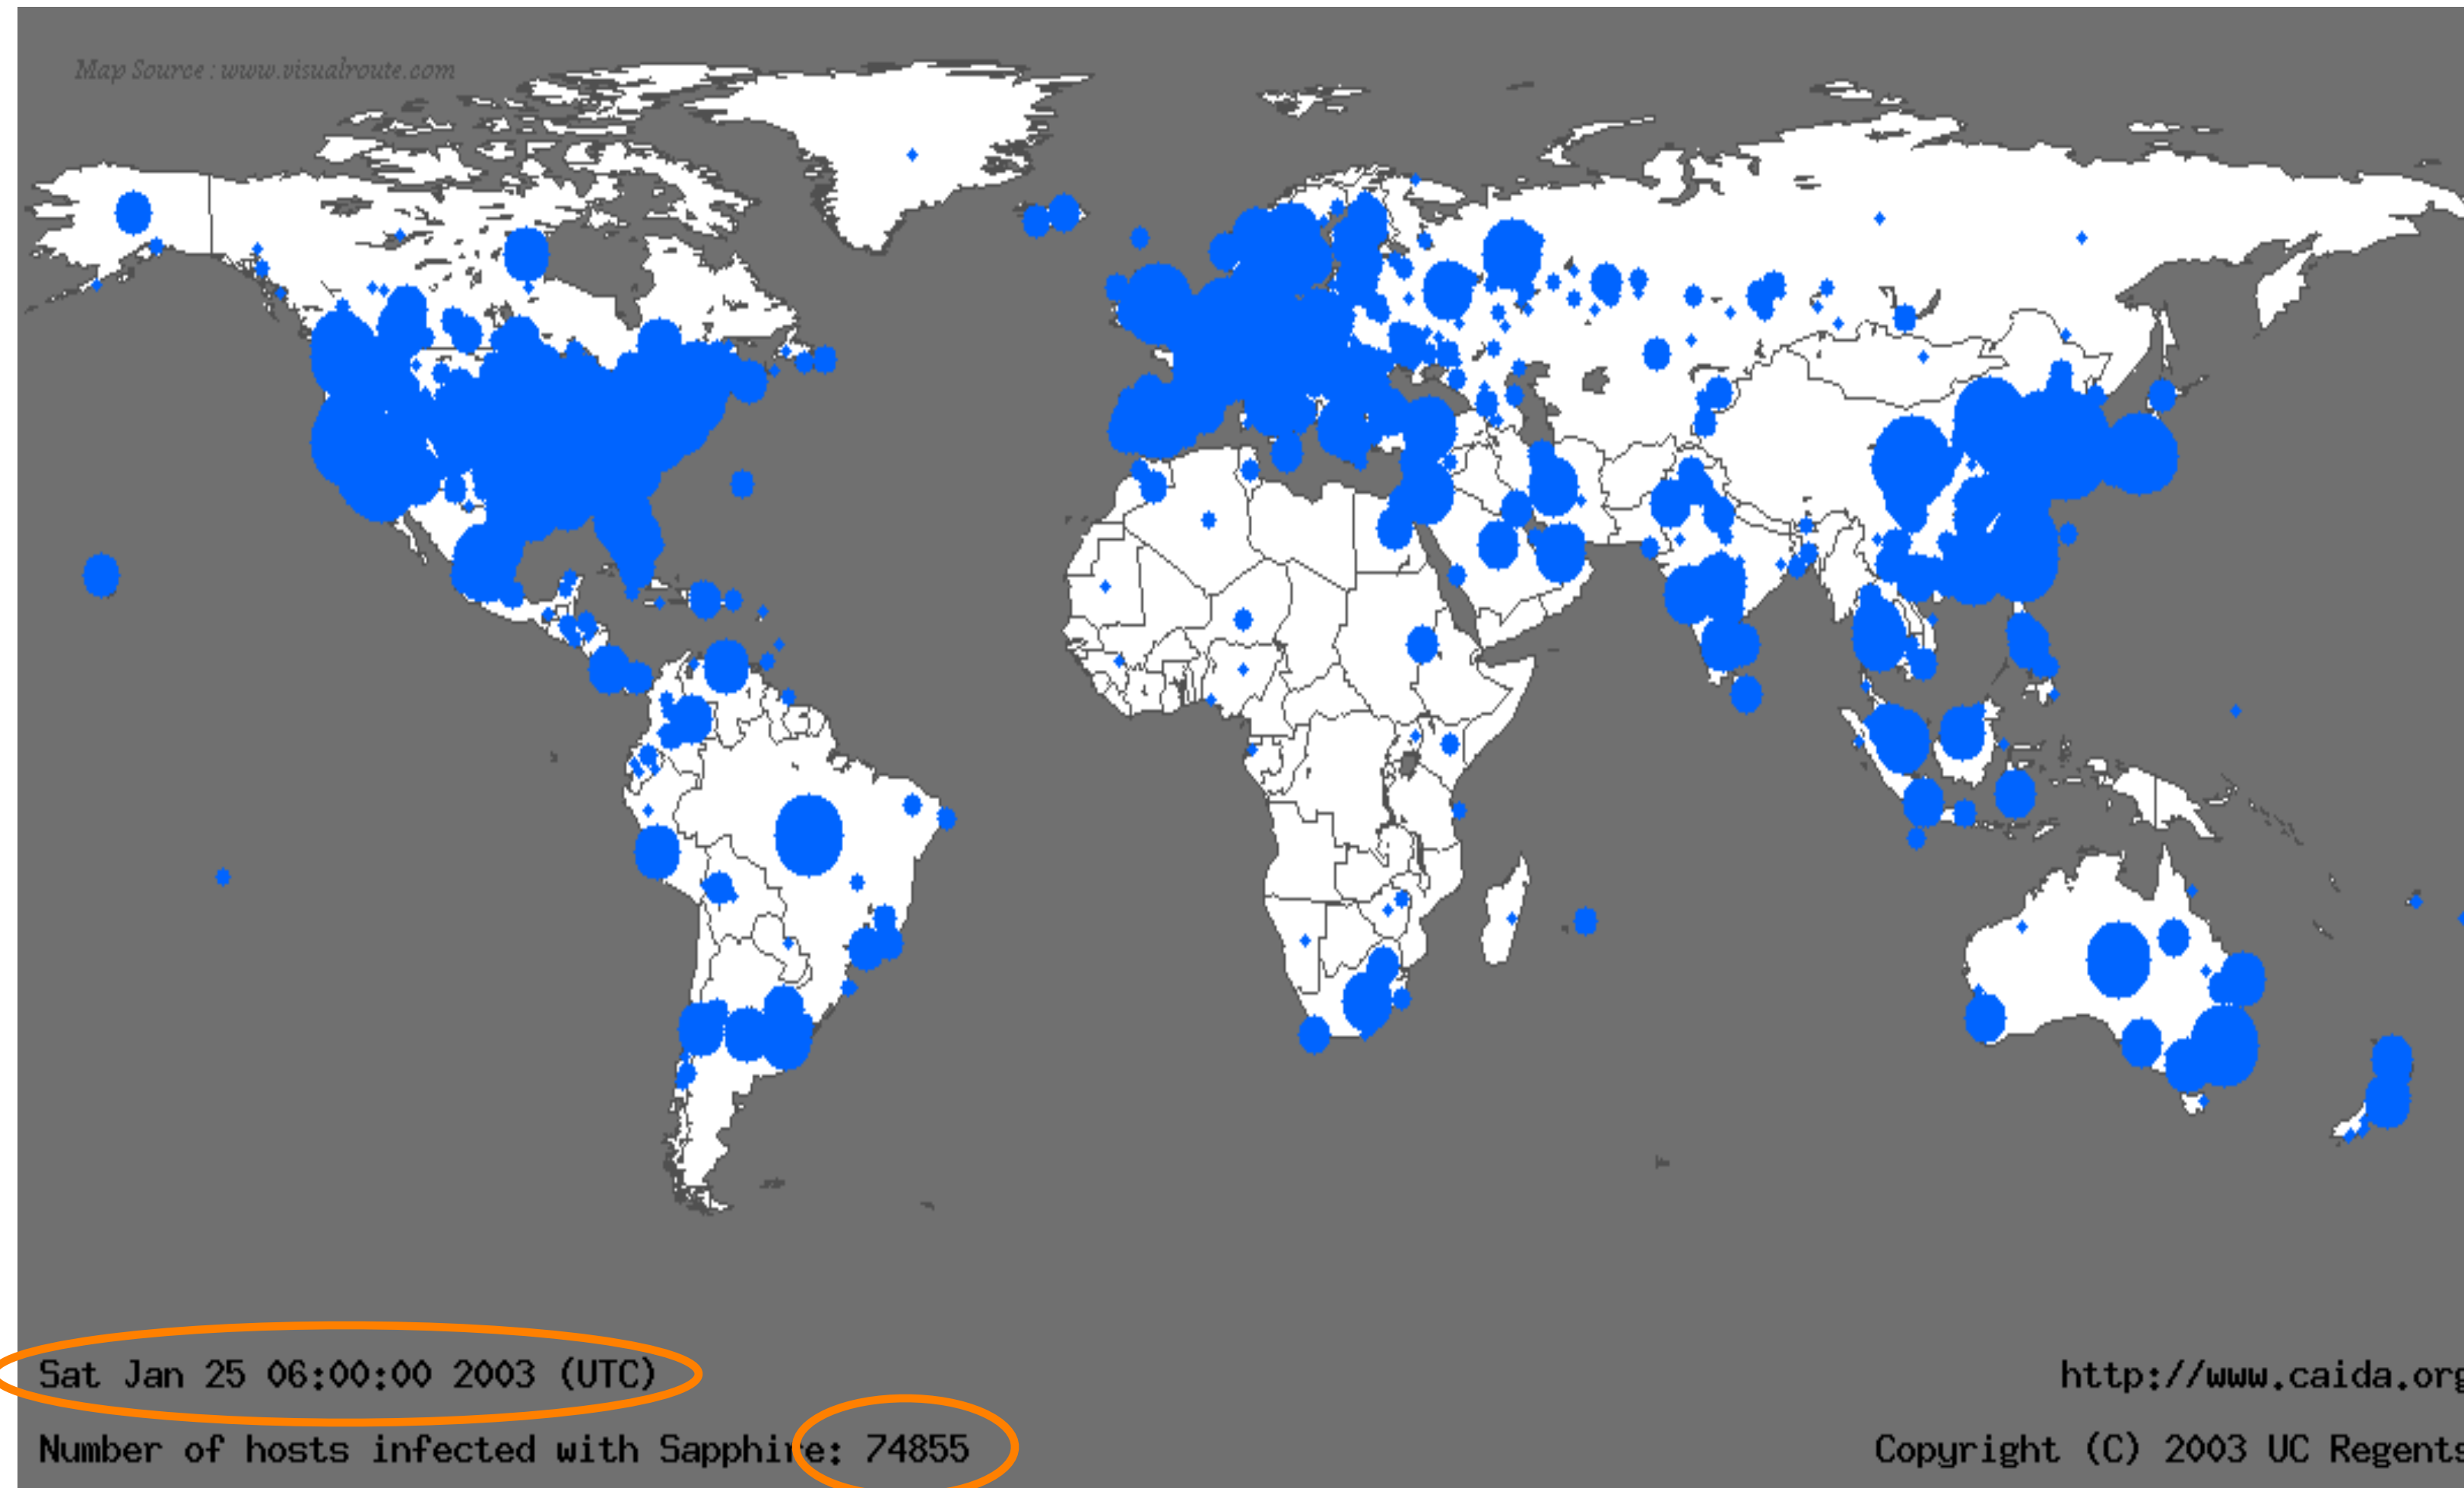 Map Source : www.visualroute.com
Sat Jan 25 06:00:00 2003 (UTC)
http://www.caida.org
Number of hosts infected with Sapphire: 74855
Copyright (C) 2003 UC Regents